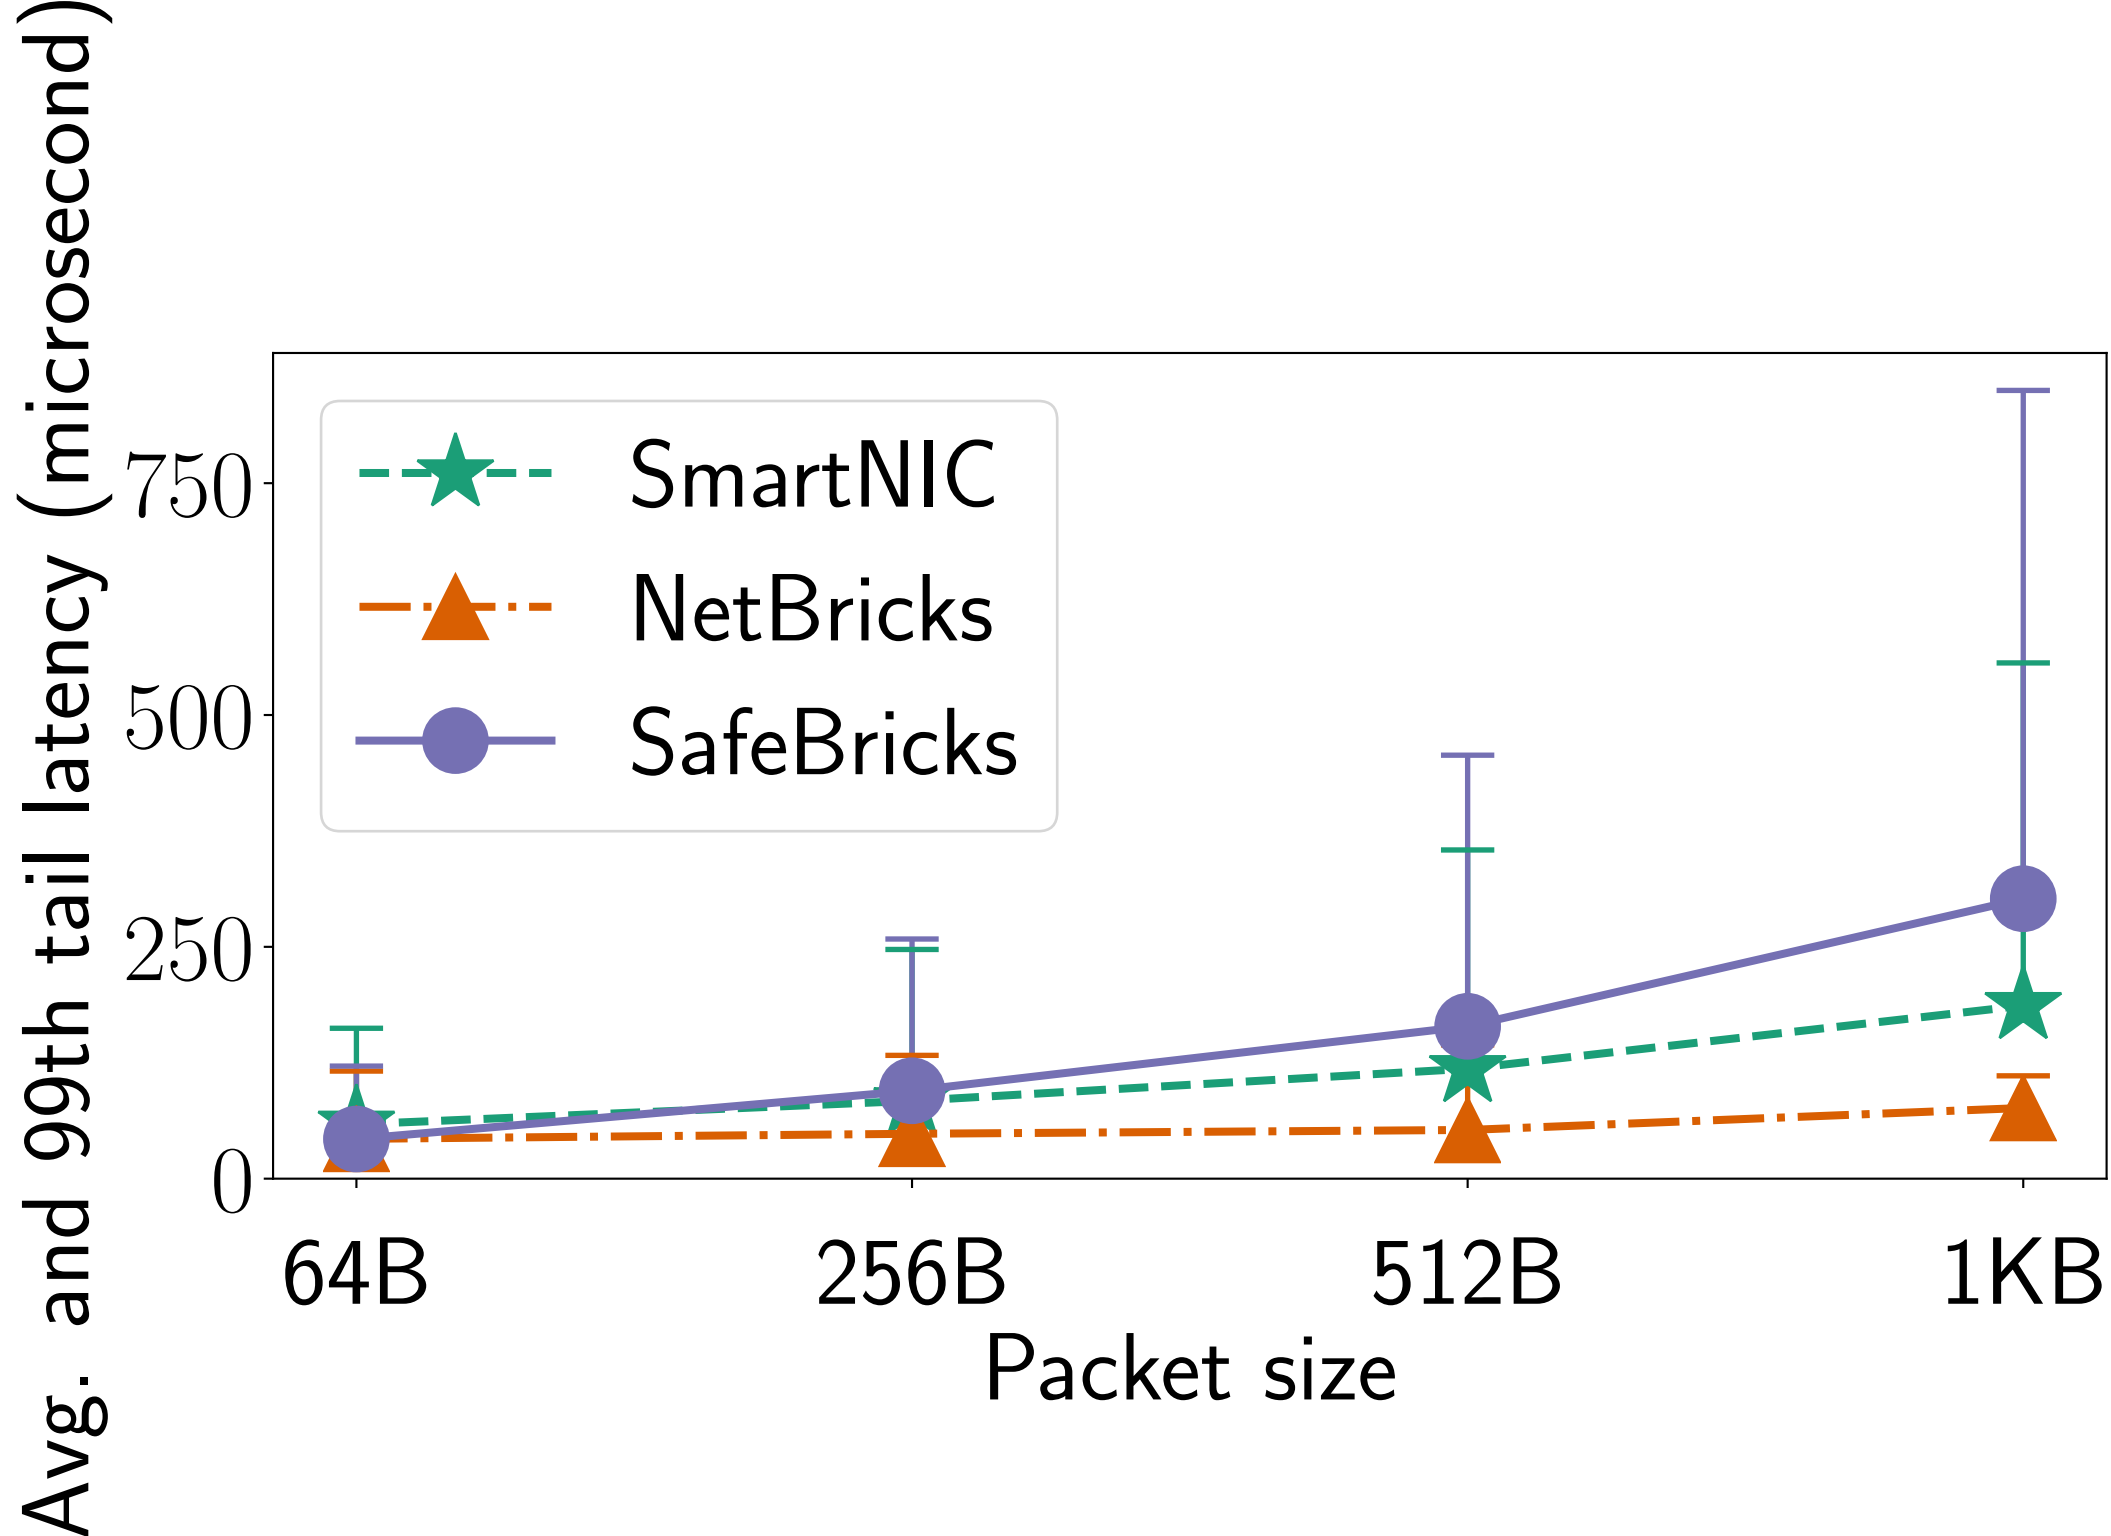 Avg. and 99th tail latency (microsecond)
750
500
250
0
SmartNIC
NetBricks
SafeBricks
64B 256B 512B 1KB
Packet size